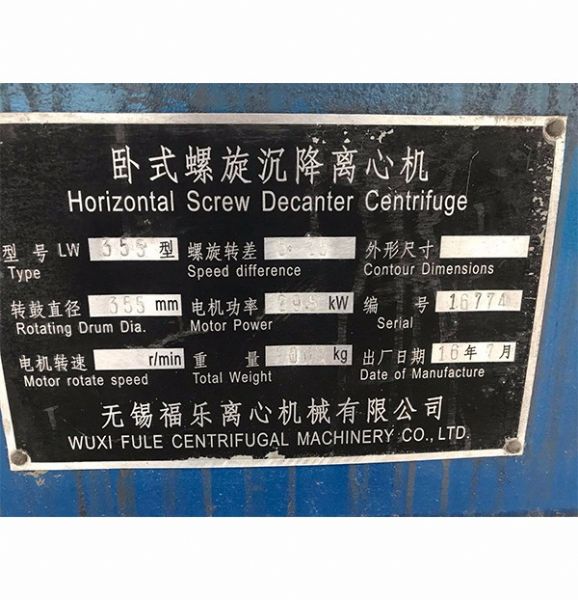 卧式螺旋沉降离心机
Horizontal Screw Decanter Centrifuge
型 号 LW 355 型 螺旋转差 外形尺寸
Type Speed difference Contour Dimensions
转鼓直径 355 mm 电机功率 kW 编 号 16774
Rotating Drum Dia. Motor Power Serial
电机转速 r/min 重 量 kg 出厂日期 16年7月
Motor rotate speed Total Weight Date of Manufacture
无锡福乐离心机械有限公司
WUXI FULE CENTRIFUGAL MACHINERY CO., LTD.